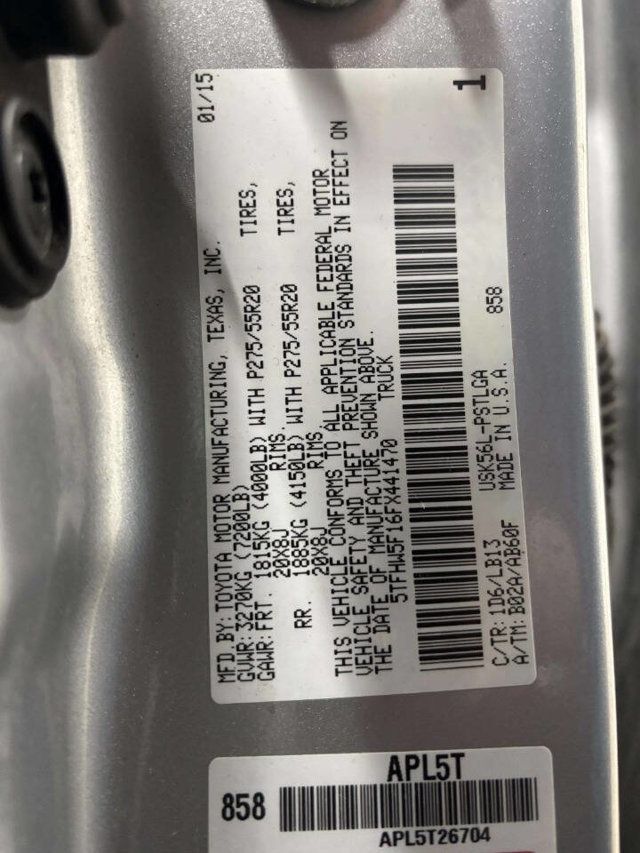 MFD.BY: TOYOTA MOTOR MANUFACTURING, TEXAS, INC. 01/15
GVWR: 3270KG (7200LB)
GAWR: FRT. 1815KG (4000LB) WITH P275/55R20 TIRES,
20X8J RIMS
RR. 1885KG (4150LB) WITH P275/55R20 TIRES,
20X8J RIMS
THIS VEHICLE CONFORMS TO ALL APPLICABLE FEDERAL MOTOR
VEHICLE SAFETY AND THEFT PREVENTION STANDARDS IN EFFECT ON
THE DATE OF MANUFACTURE SHOWN ABOVE.
5TFHW5F16FX441470 TRUCK
1
C/TR: 1D6/LB13 USK56L-PSTLGA 858
A/TM: B02A/AB60F MADE IN U.S.A.
APL5T
858
APL5T26704